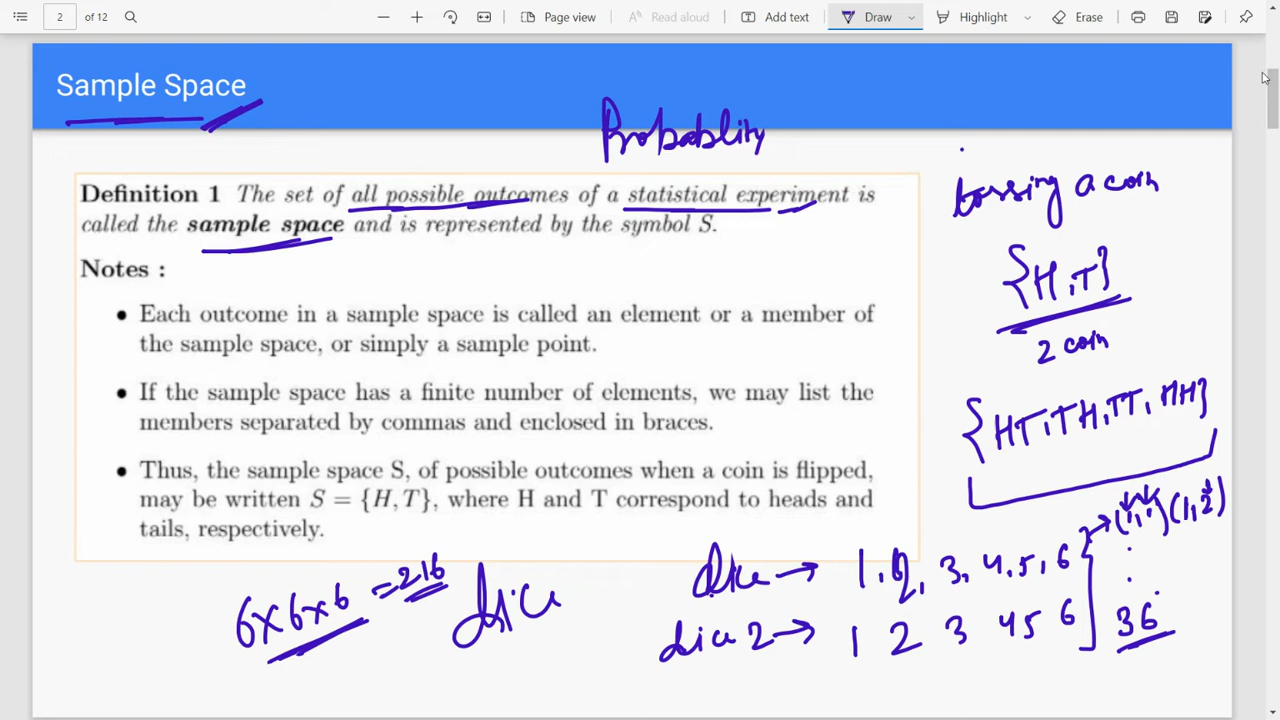 2 of 12
Page view
Read aloud
Add text
Draw
Highlight
Erase
Sample Space
Probablity
Definition 1 The set of all possible outcomes of a statistical experiment is
called the sample space and is represented by the symbol S.
Notes :
• Each outcome in a sample space is called an element or a member of
the sample space, or simply a sample point.
• If the sample space has a finite number of elements, we may list the
members separated by commas and enclosed in braces.
• Thus, the sample space S, of possible outcomes when a coin is flipped,
may be written S = {H, T}, where H and T correspond to heads and
tails, respectively.
tossing a coin
{H,T}
2 coin
{HT,TH,TT,HH}
6x6x6 =216
dice
dice → 1, 2, 3, 4, 5, 6
(1,1) (1,2)
dice 2 → 1 2 3 4 5 6
36